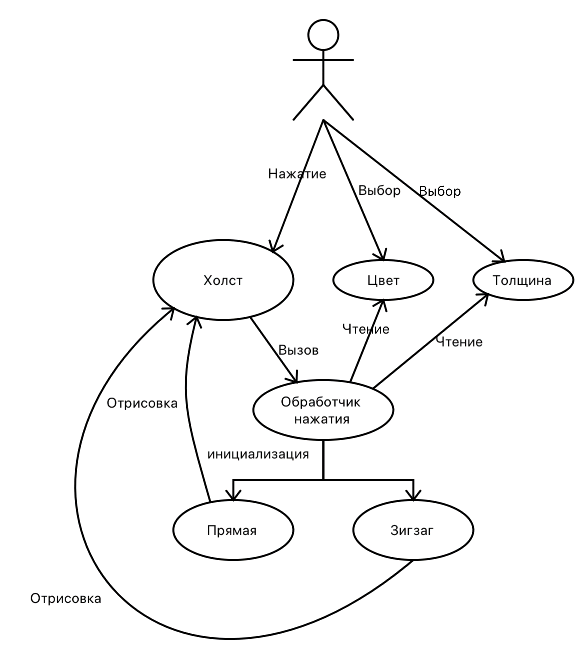 Нажатие
Выбор
Выбор
Холст
Цвет
Толщина
Чтение
Чтение
Вызов
Отрисовка
Обработчик
нажатия
инициализация
Прямая
Зигзаг
Отрисовка